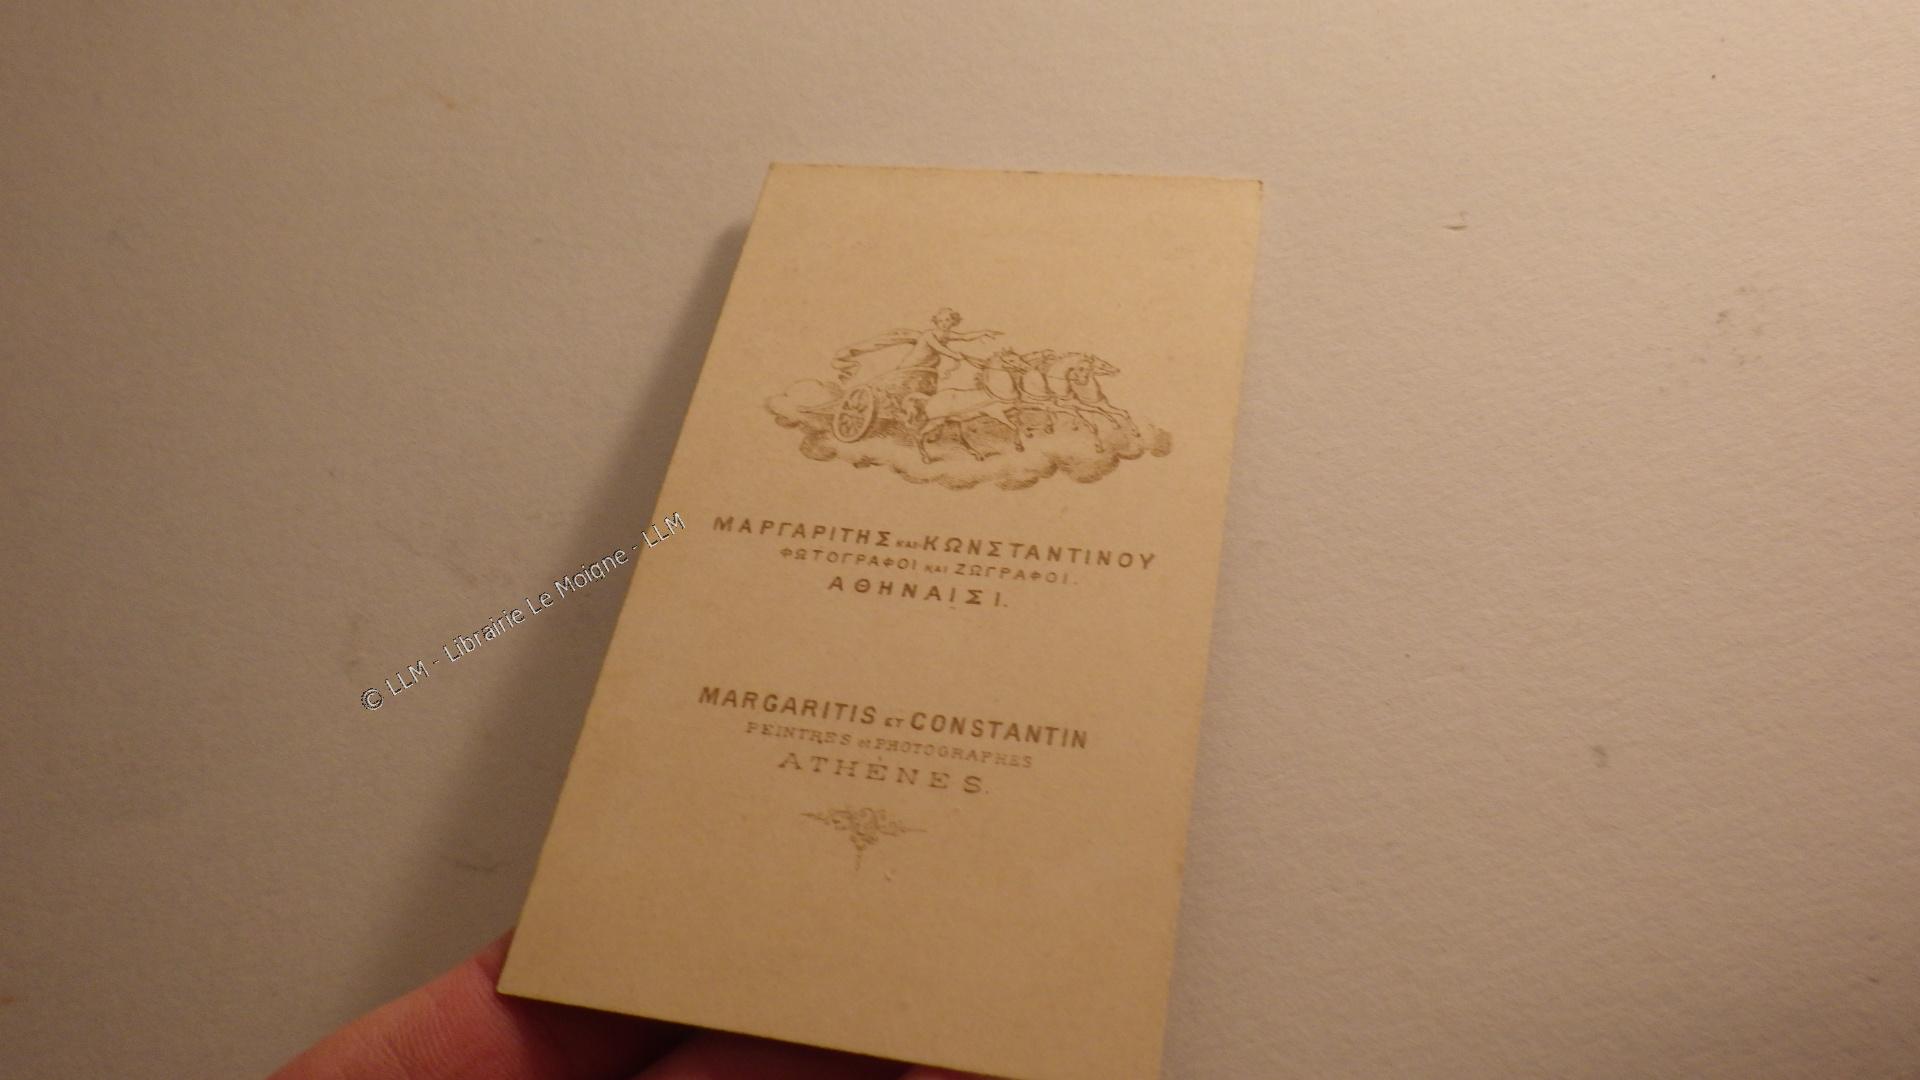 ΜΑΡΓΑΡΙΤΗΣ ΚΑΙ ΚΩΝΣΤΑΝΤΙΝΟΥ
ΦΩΤΟΓΡΑΦΟΙ ΚΑΙ ΖΩΓΡΑΦΟΙ.
ΑΘΗΝΑΙΣΙ.
MARGARITIS ET CONSTANTIN
PEINTRES et PHOTOGRAPHES
ATHÈNES.
© LLM - Librairie Le Moigne - LLM